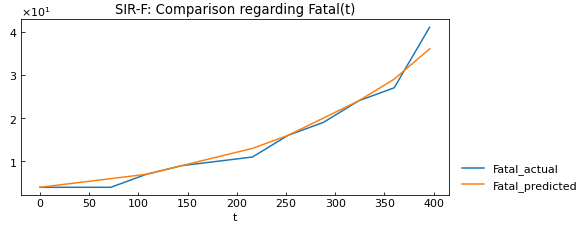 SIR-F: Comparison regarding Fatal(t)
×10¹
4
3
2
1
0 50 100 150 200 250 300 350 400
t
Fatal_actual
Fatal_predicted